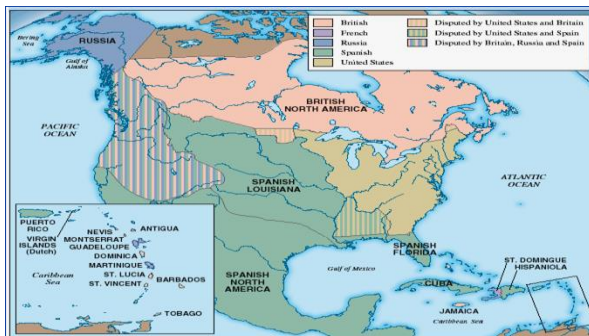 British
French
Russia
Spanish
United States
Disputed by United States and Britain
Disputed by United States and Spain
Disputed by Britain, Russia and Spain
Bering Sea
RUSSIA
Gulf of
Alaska
PACIFIC
OCEAN
BRITISH
NORTH AMERICA
SPANISH
LOUISIANA
ATLANTIC
OCEAN
SPANISH
FLORIDA
SPANISH
NORTH
AMERICA
Gulf of Mexico
CUBA
ST. DOMINGUE
HISPANIOLA
JAMAICA
Caribbean Sea
PUERTO
RICO
VIRGIN
ISLANDS
(Dutch)
Caribbean
Sea
NEVIS
ANTIGUA
MONTSERRAT
GUADELOUPE
DOMINICA
MARTINIQUE
ST. LUCIA
BARBADOS
ST. VINCENT
TOBAGO